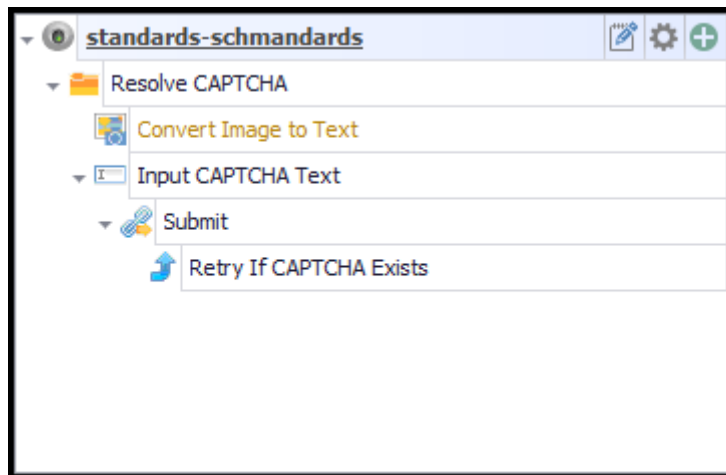 standards-schmandards
Resolve CAPTCHA
Convert Image to Text
Input CAPTCHA Text
Submit
Retry If CAPTCHA Exists